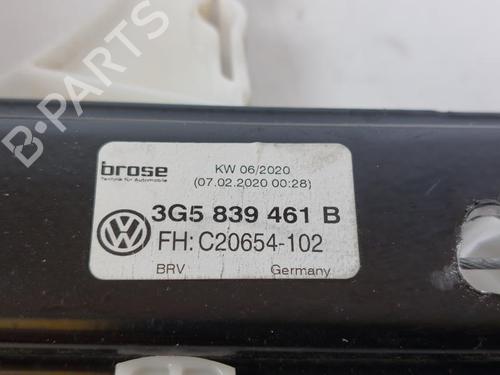 B-PARTS
brose
Technik für Automobile
KW 06/2020
(07.02.2020 00:28)
3G5 839 461 B
FH: C20654-102
BRV
Germany